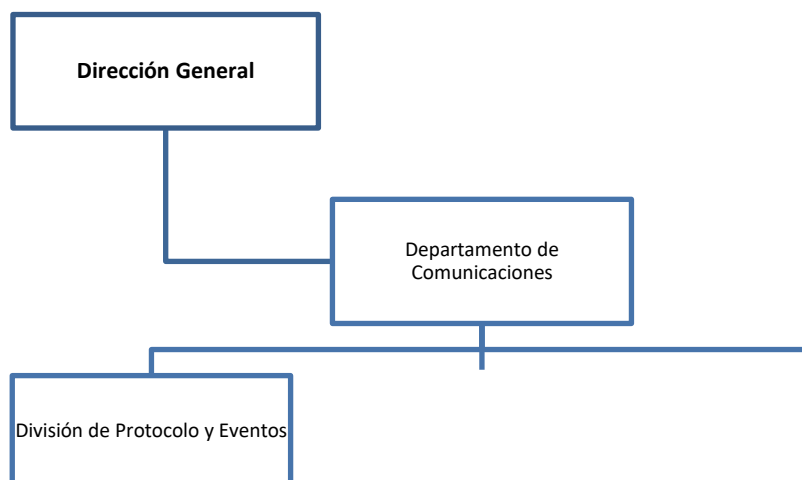 Dirección General
Departamento de
Comunicaciones
División de Protocolo y Eventos